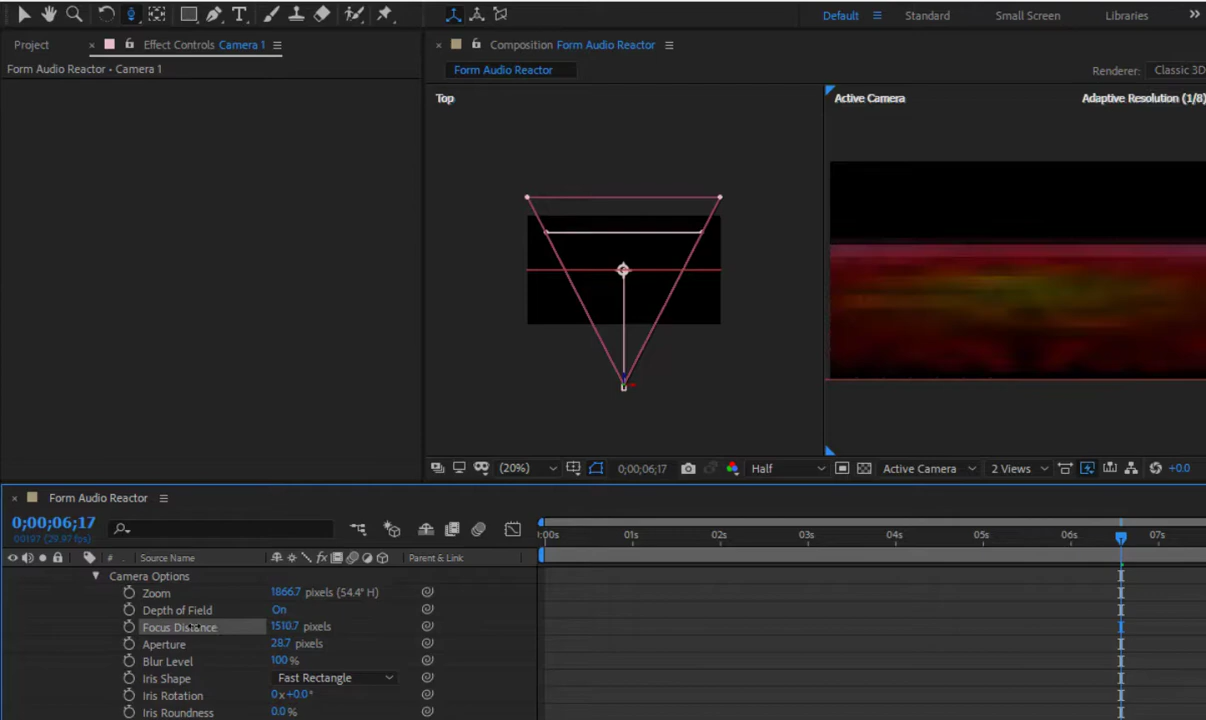 Default
Standard
Small Screen
Libraries
Project
Effect Controls Camera 1
Composition Form Audio Reactor
Form Audio Reactor - Camera 1
Form Audio Reactor
Renderer:
Classic 3D
Top
Active Camera
Adaptive Resolution (1/8)
(20%)
0;00;06;17
Half
Active Camera
2 Views
+0.0
Form Audio Reactor
0;00;06;17
00197 (29.97 fps)
:00s
01s
02s
03s
04s
05s
06s
07s
#
Source Name
fx
Parent & Link
Camera Options
Zoom
1866.7 pixels (54.4° H)
Depth of Field
On
Focus Distance
1510.7 pixels
Aperture
28.7 pixels
Blur Level
100 %
Iris Shape
Fast Rectangle
Iris Rotation
0 x +0.0 °
Iris Roundness
0.0 %